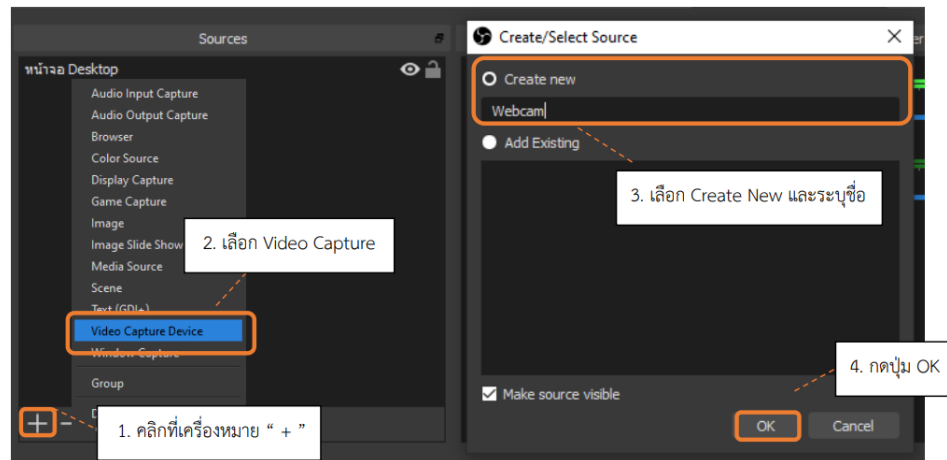 Sources
หน้าจอ Desktop
Audio Input Capture
Audio Output Capture
Browser
Color Source
Display Capture
Game Capture
Image
Image Slide Show
Media Source
Scene
Text (GDI+)
Video Capture Device
Window Capture
Group
1. คลิกที่เครื่องหมาย “ + ”
2. เลือก Video Capture
Create/Select Source
Create new
Webcam
Add Existing
3. เลือก Create New และระบุชื่อ
4. กดปุ่ม OK
Make source visible
OK
Cancel